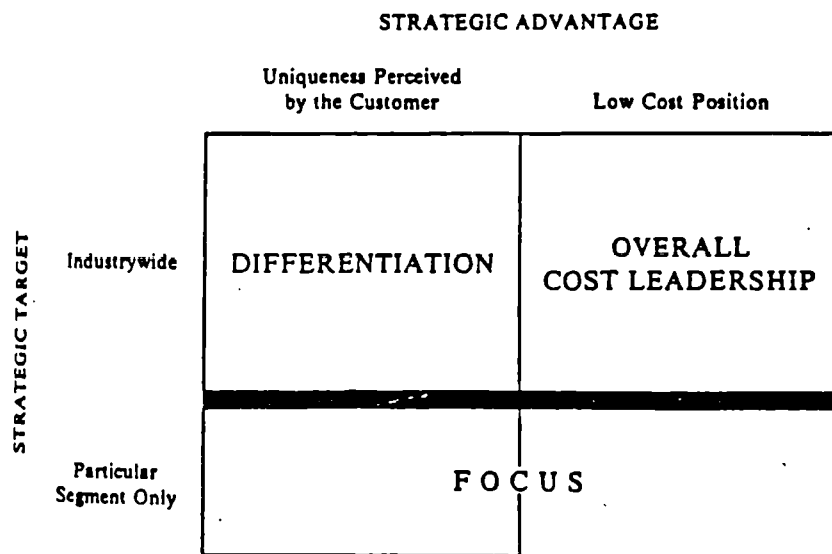 STRATEGIC ADVANTAGE
Uniqueness Perceived
by the Customer
Low Cost Position
STRATEGIC TARGET
Industrywide
DIFFERENTIATION
OVERALL
COST LEADERSHIP
Particular
Segment Only
FOCUS